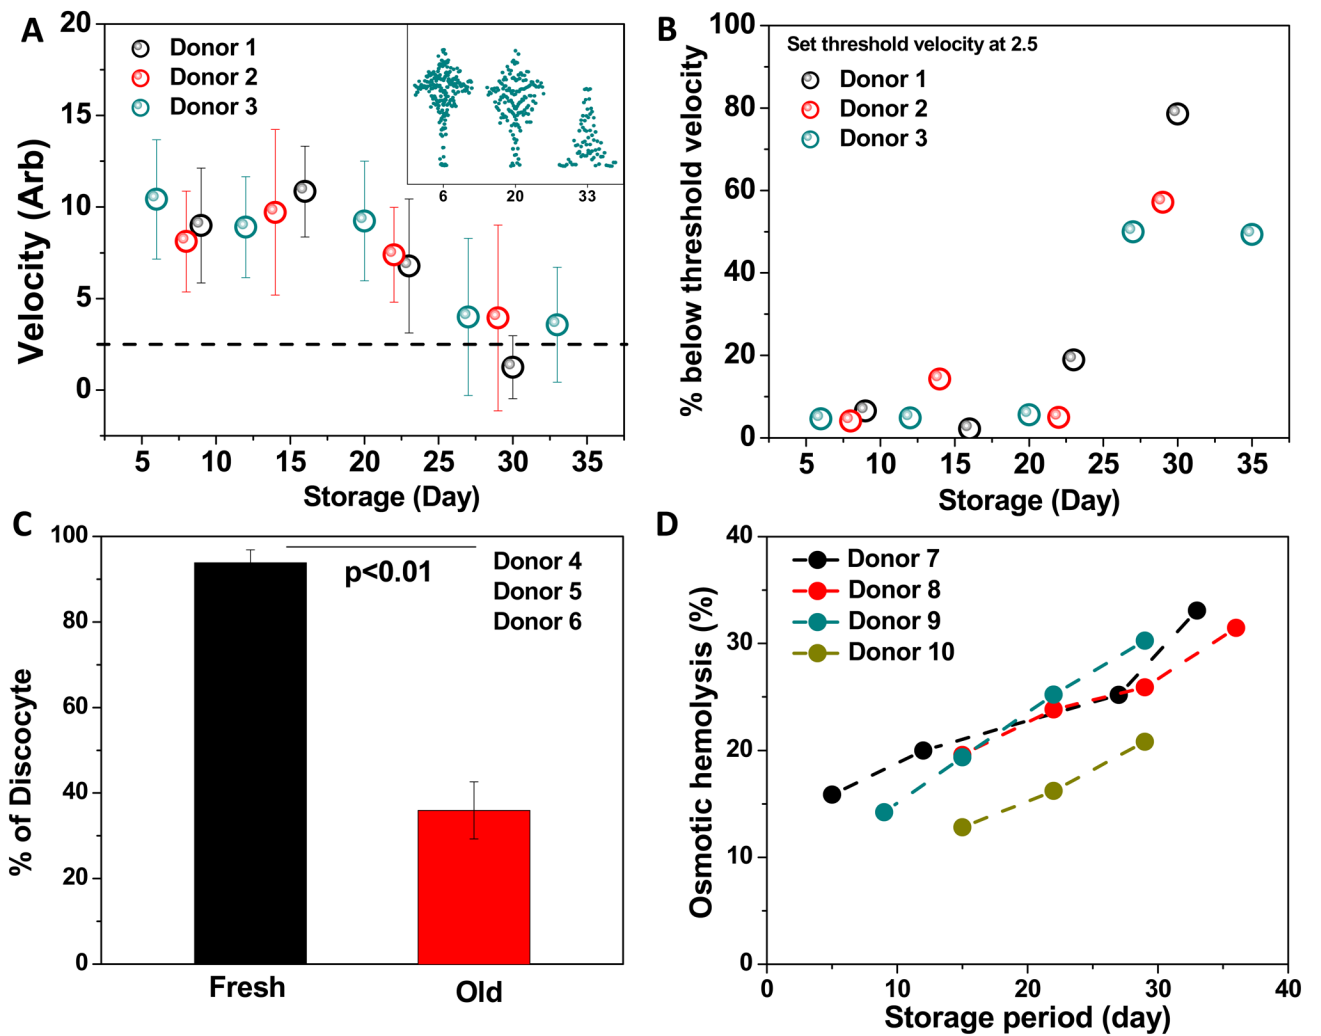 A
Velocity (Arb)
20
15
10
5
0
Donor 1
Donor 2
Donor 3
6
20
33
5
10
15
20
25
30
35
Storage (Day)
B
% below threshold velocity
100
80
60
40
20
0
Set threshold velocity at 2.5
Donor 1
Donor 2
Donor 3
5
10
15
20
25
30
35
Storage (Day)
C
% of Discocyte
100
80
60
40
20
0
p<0.01
Donor 4
Donor 5
Donor 6
Fresh
Old
D
Osmotic hemolysis (%)
40
30
20
10
0
Donor 7
Donor 8
Donor 9
Donor 10
0
10
20
30
40
Storage period (day)